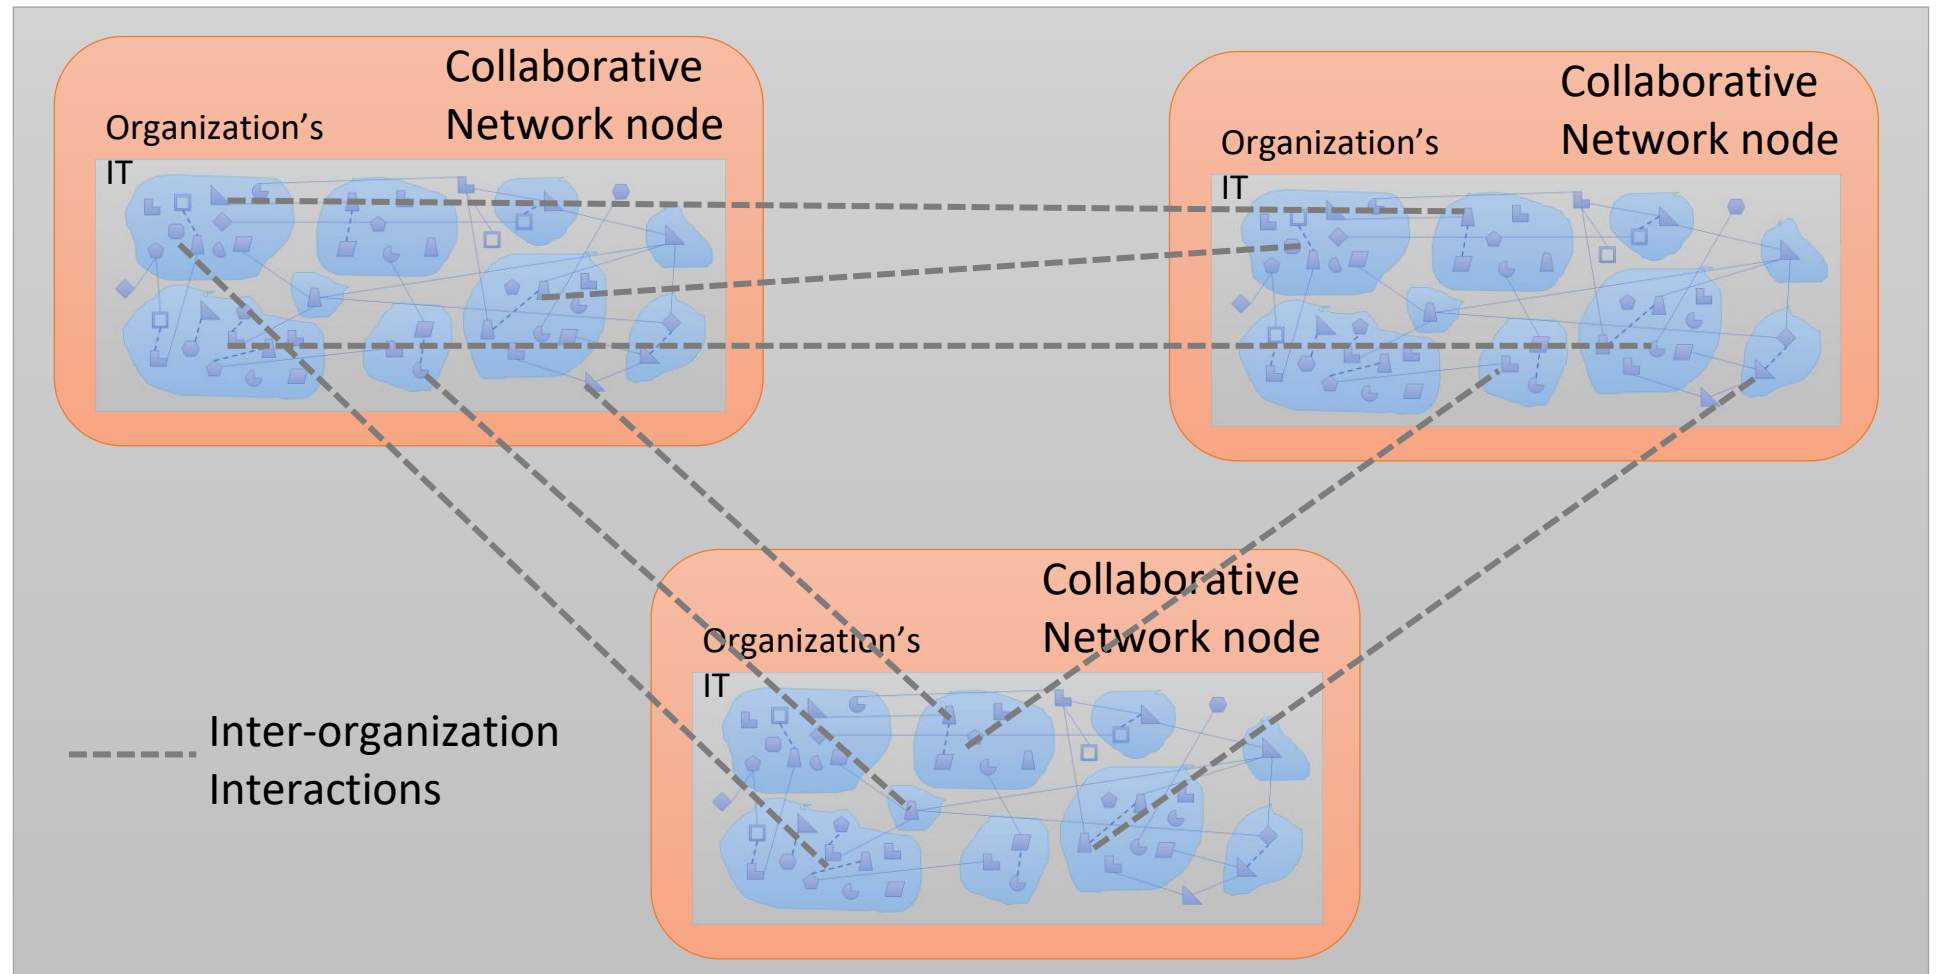 Collaborative
Network node
Organization's
IT
Collaborative
Network node
Organization's
IT
Collaborative
Network node
Organization's
IT
Inter-organization
Interactions